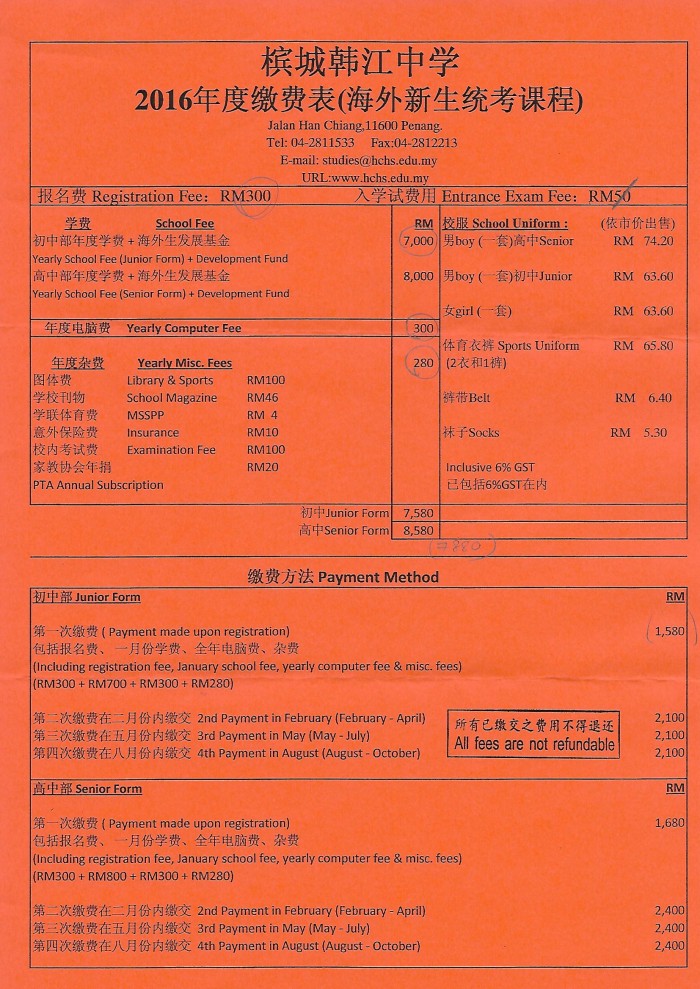 槟城韩江中学
2016年度缴费表(海外新生统考课程)
Jalan Han Chiang,11600 Penang.
Tel: 04-2811533 Fax:04-2812213
E-mail: studies@hchs.edu.my
URL:www.hchs.edu.my
报名费 Registration Fee: RM300 入学试费用 Entrance Exam Fee: RM50
学费 School Fee RM
初中部年度学费 + 海外生发展基金 7,000
Yearly School Fee (Junior Form) + Development Fund
高中部年度学费 + 海外生发展基金 8,000
Yearly School Fee (Senior Form) + Development Fund
年度电脑费 Yearly Computer Fee 300
年度杂费 Yearly Misc. Fees 280
图体费 Library & Sports RM100
学校刊物 School Magazine RM46
学联体育费 MSSPP RM 4
意外保险费 Insurance RM10
校内考试费 Examination Fee RM100
家教协会年捐 RM20
PTA Annual Subscription
校服 School Uniform : (依市价出售)
男boy (一套)高中Senior RM 74.20
男boy (一套)初中Junior RM 63.60
女girl (一套) RM 63.60
体育衣裤 Sports Uniform RM 65.80
(2衣和1裤)
裤带Belt RM 6.40
袜子Socks RM 5.30
Inclusive 6% GST
已包括6%GST在内
初中Junior Form 7,580
高中Senior Form 8,580
缴费方法 Payment Method
初中部 Junior Form RM
第一次缴费 ( Payment made upon registration) 1,580
包括报名费、 一月份学费、全年电脑费、杂费
(Including registration fee, January school fee, yearly computer fee & misc. fees)
(RM300 + RM700 + RM300 + RM280)
第二次缴费在二月份内缴交 2nd Payment in February (February - April) 2,100
第三次缴费在五月份内缴交 3rd Payment in May (May - July) 2,100
第四次缴费在八月份内缴交 4th Payment in August (August - October) 2,100
所有已缴交之费用不得退还
All fees are not refundable
高中部 Senior Form RM
第一次缴费 ( Payment made upon registration) 1,680
包括报名费、 一月份学费、全年电脑费、杂费
(Including registration fee, January school fee, yearly computer fee & misc. fees)
(RM300 + RM800 + RM300 + RM280)
第二次缴费在二月份内缴交 2nd Payment in February (February - April) 2,400
第三次缴费在五月份内缴交 3rd Payment in May (May - July) 2,400
第四次缴费在八月份内缴交 4th Payment in August (August - October) 2,400